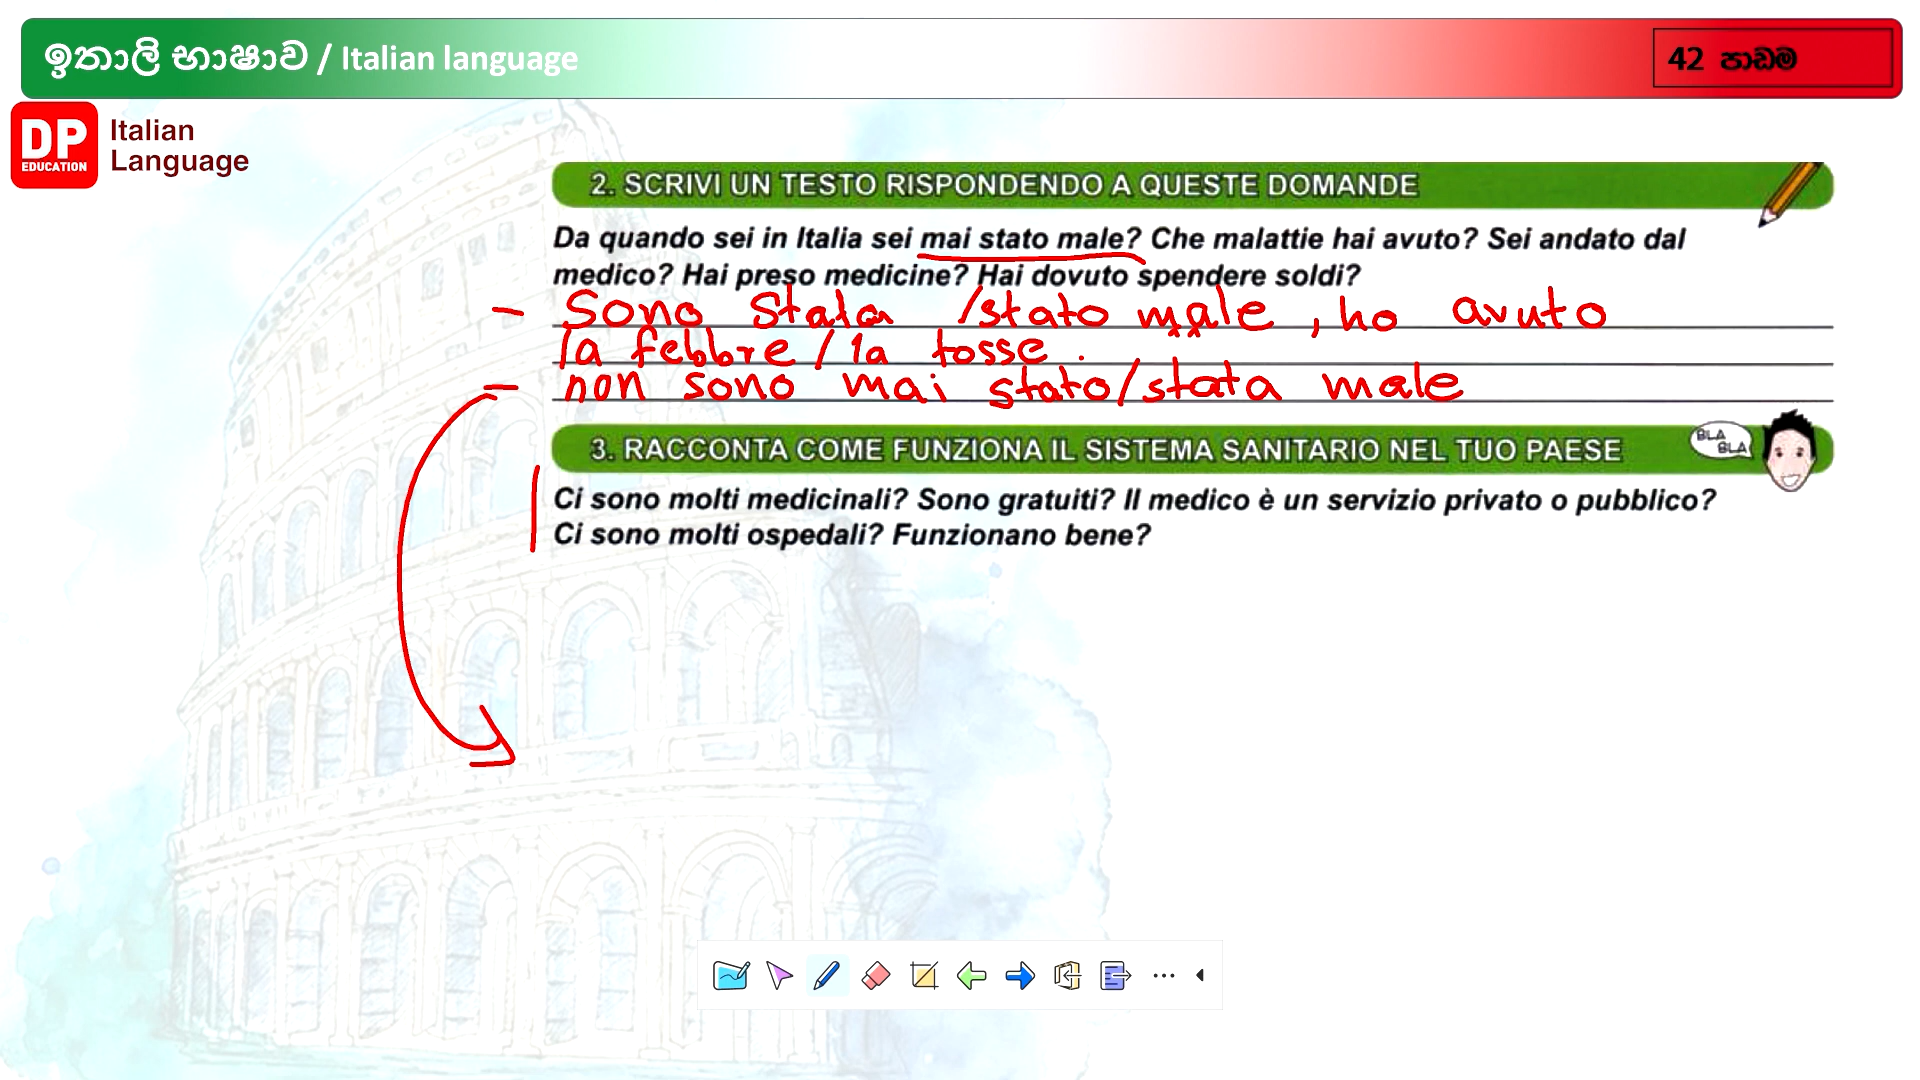 ඉතාලි භාෂාව / Italian language
42 පාඩම
DP
EDUCATION
Italian
Language
2. SCRIVI UN TESTO RISPONDENDO A QUESTE DOMANDE
Da quando sei in Italia sei mai stato male? Che malattie hai avuto? Sei andato dal
medico? Hai preso medicine? Hai dovuto spendere soldi?
- Sono Stata /stato male , ho avuto
la febbre / la tosse .
- non sono mai stato/stata male
3. RACCONTA COME FUNZIONA IL SISTEMA SANITARIO NEL TUO PAESE
BLA
BLA
Ci sono molti medicinali? Sono gratuiti? Il medico è un servizio privato o pubblico?
Ci sono molti ospedali? Funzionano bene?